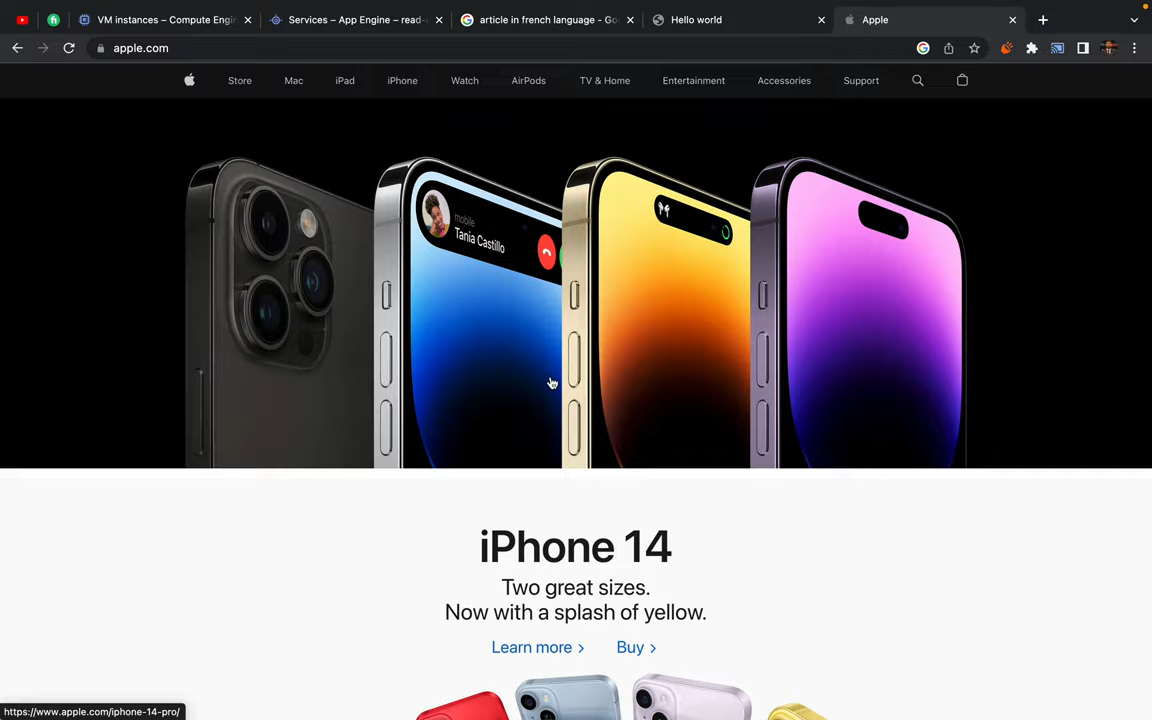 VM instances – Compute Engin
Services – App Engine – read-
article in french language - Go
Hello world
Apple
apple.com
Store
Mac
iPad
iPhone
Watch
AirPods
TV & Home
Entertainment
Accessories
Support
mobile
Tania Castillo
iPhone 14
Two great sizes.
Now with a splash of yellow.
Learn more >
Buy >
https://www.apple.com/iphone-14-pro/